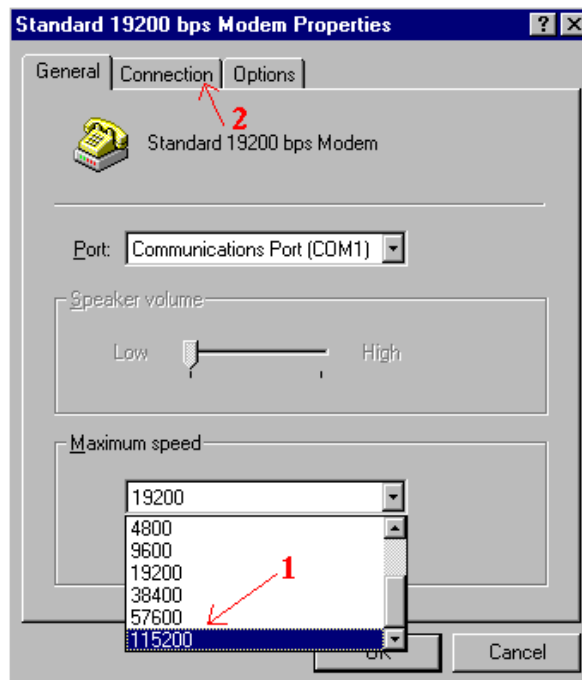 Standard 19200 bps Modem Properties
General Connection Options
2
Standard 19200 bps Modem
Port: Communications Port (COM1)
Speaker volume
Low High
Maximum speed
19200
4800
9600
19200
1
38400
57600
115200
OK Cancel